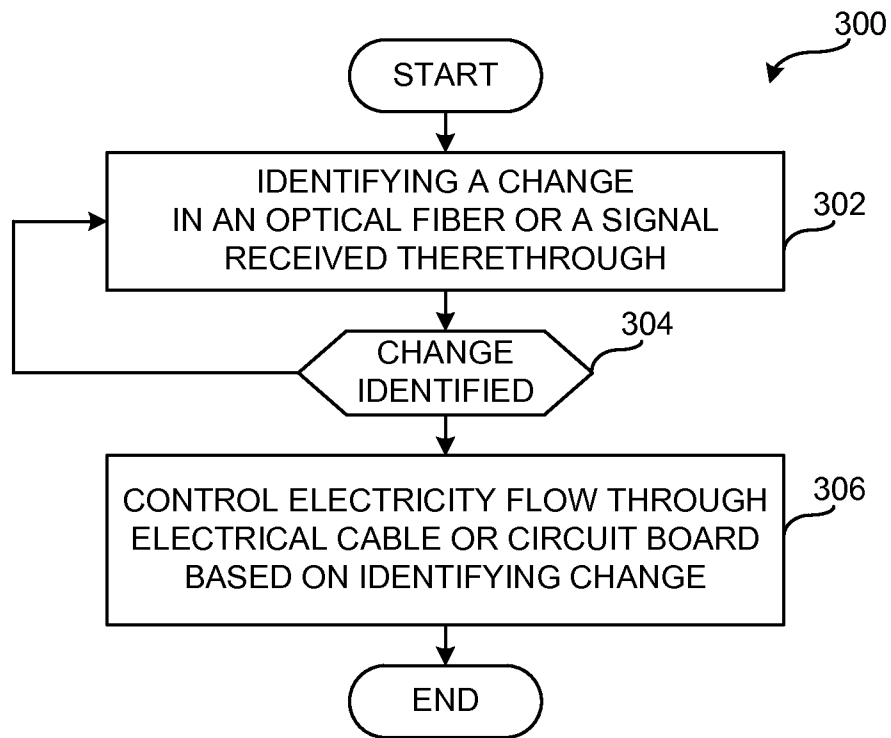 300
START
IDENTIFYING A CHANGE
IN AN OPTICAL FIBER OR A SIGNAL
RECEIVED THERETHROUGH
302
304
CHANGE
IDENTIFIED
306
CONTROL ELECTRICITY FLOW THROUGH
ELECTRICAL CABLE OR CIRCUIT BOARD
BASED ON IDENTIFYING CHANGE
END